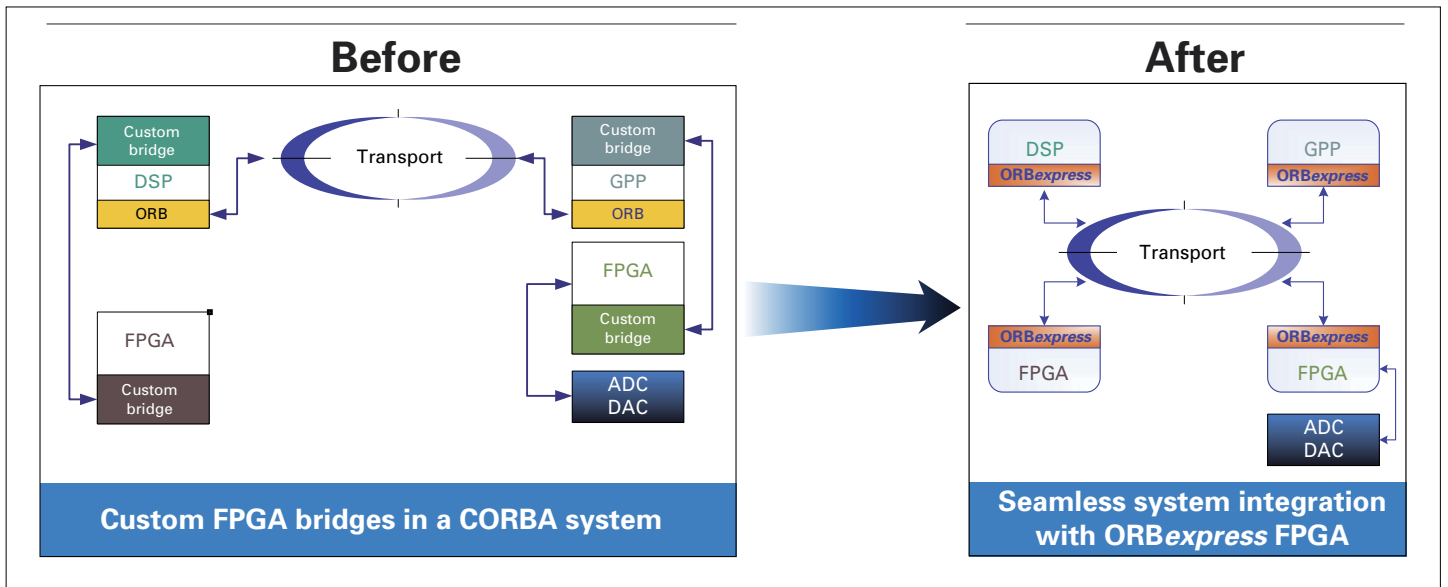 Before
Custom
bridge
DSP
ORB
Transport
Custom
bridge
GPP
ORB
FPGA
Custom
bridge
FPGA
Custom
bridge
ADC
DAC
Custom FPGA bridges in a CORBA system
After
DSP
ORBexpress
GPP
ORBexpress
Transport
ORBexpress
FPGA
ORBexpress
FPGA
ADC
DAC
Seamless system integration
with ORBexpress FPGA